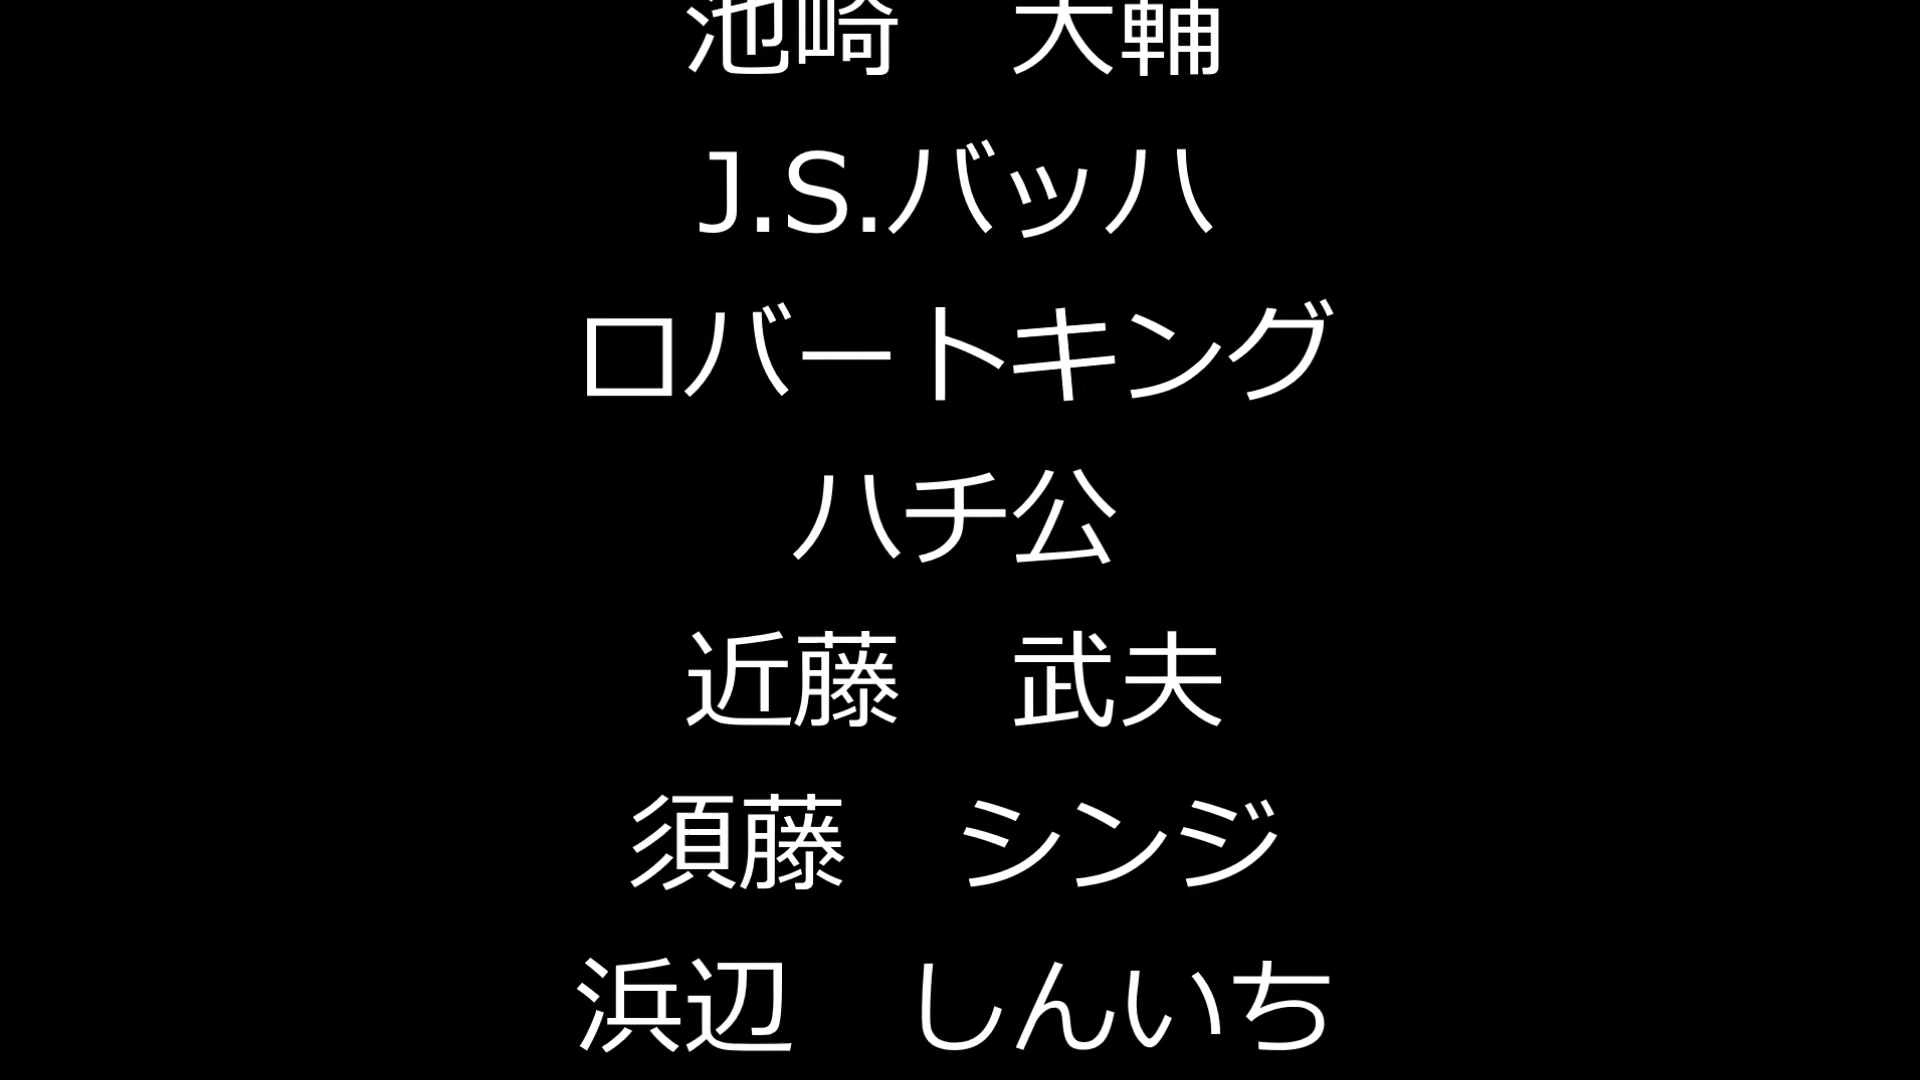 池崎　大輔
J.S.バッハ
ロバートキング
ハチ公
近藤　武夫
須藤　シンジ
浜辺　しんいち